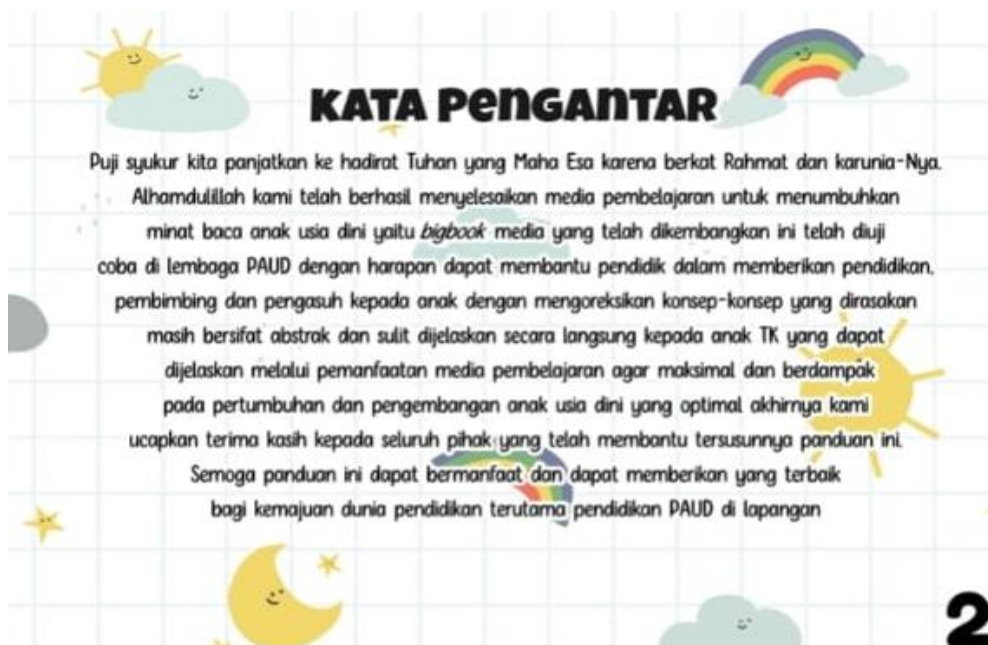 KATA PENGANTAR
Puji syukur kita panjatkan ke hadirat Tuhan yang Maha Esa karena berkat Rahmat dan karunia-Nya.
Alhamdulillah kami telah berhasil menyelesaikan media pembelajaran untuk menumbuhkan
minat baca anak usia dini yaitu bigbook media yang telah dikembangkan ini telah diuji
coba di lembaga PAUD dengan harapan dapat membantu pendidik dalam memberikan pendidikan,
pembimbing dan pengasuh kepada anak dengan mengoreksikan konsep-konsep yang dirasakan
masih bersifat abstrak dan sulit dijelaskan secara langsung kepada anak TK yang dapat
dijelaskan melalui pemanfaatan media pembelajaran agar maksimal dan berdampak
pada pertumbuhan dan pengembangan anak usia dini yang optimal akhirnya kami
ucapkan terima kasih kepada seluruh pihak yang telah membantu tersusunnya panduan ini.
Semoga panduan ini dapat bermanfaat dan dapat memberikan yang terbaik
bagi kemajuan dunia pendidikan terutama pendidikan PAUD di lapangan
2